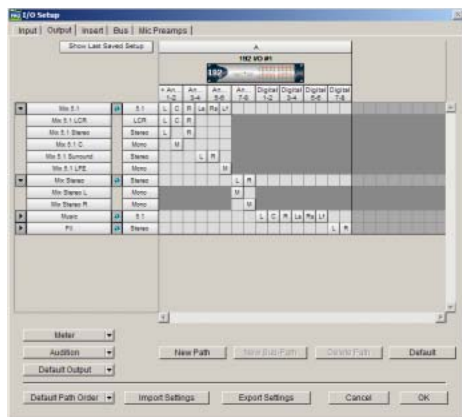 I/O Setup
Input Output Insert Bus Mic Preamps
Show Last Saved Setup A
192 I/O #1
192
An... An... An... An... Digital Digital Digital Digital
1-2 3-4 5-6 7-8 1-2 3-4 5-6 7-8
Mix 5.1 5.1 L C R Ls Rs Lf
Mix 5.1 LCR LCR L C R
Mix 5.1 Stereo Stereo L R
Mix 5.1 C Mono M
Mix 5.1 Surround Stereo L R
Mix 5.1 LFE Mono M
Mix Stereo Stereo L R
Mix Stereo L Mono M
Mix Stereo R Mono M
Music 5.1 L C R Ls Rs Lf
FX Stereo L R
Meter
Audition New Path New Sub-Path Delete Path Default
Default Output
Default Path Order Import Settings Export Settings Cancel OK